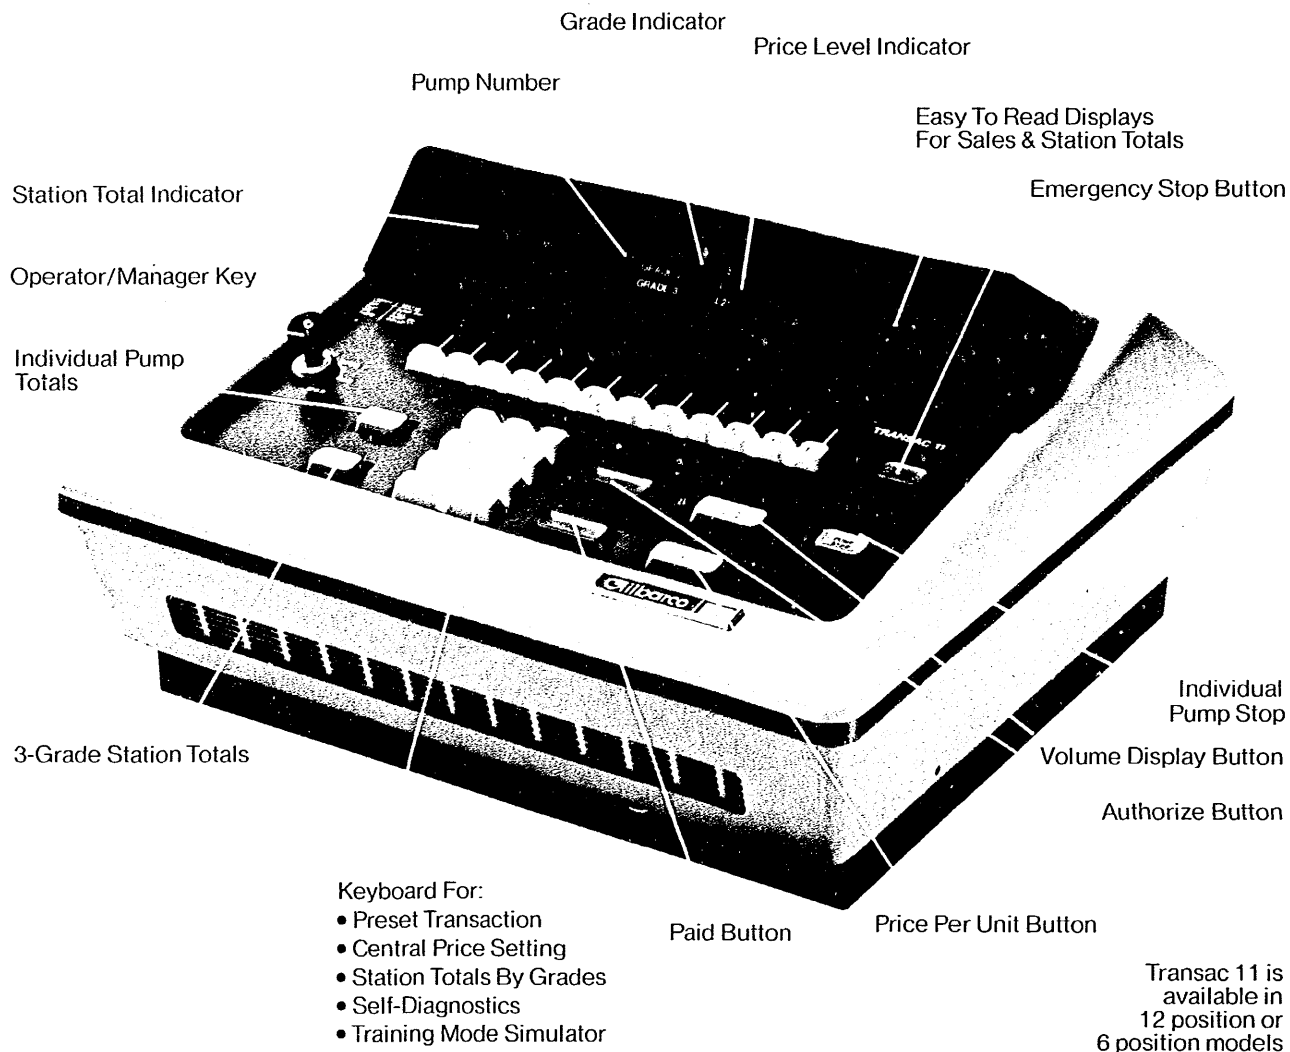 Grade Indicator
Price Level Indicator
Pump Number
Easy To Read Displays
For Sales & Station Totals
Station Total Indicator
Emergency Stop Button
Operator/Manager Key
GRADE 3
L2
Individual Pump
Totals
TRANSAC 11
Gilbarco
Individual
Pump Stop
3-Grade Station Totals
Volume Display Button
Authorize Button
Keyboard For:
• Preset Transaction
• Central Price Setting
• Station Totals By Grades
• Self-Diagnostics
• Training Mode Simulator
Paid Button
Price Per Unit Button
Transac 11 is
available in
12 position or
6 position models